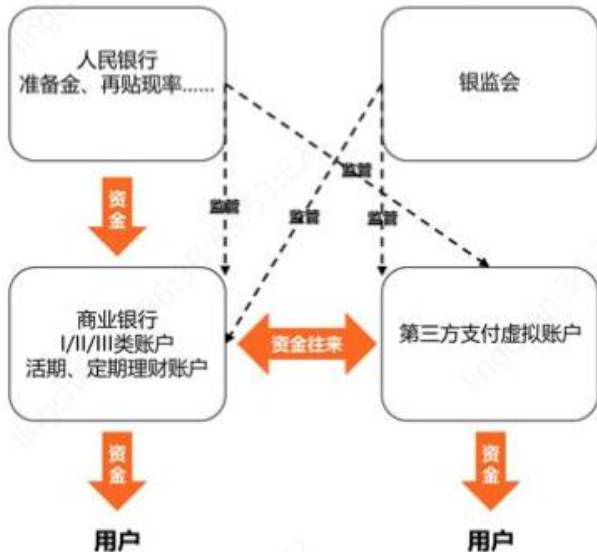 人民银行
准备金、再贴现率......
银监会
监管
资金
监管
监管
监管
商业银行
I/II/III类账户
活期、定期理财账户
资金往来
第三方支付虚拟账户
资金
资金
用户
用户